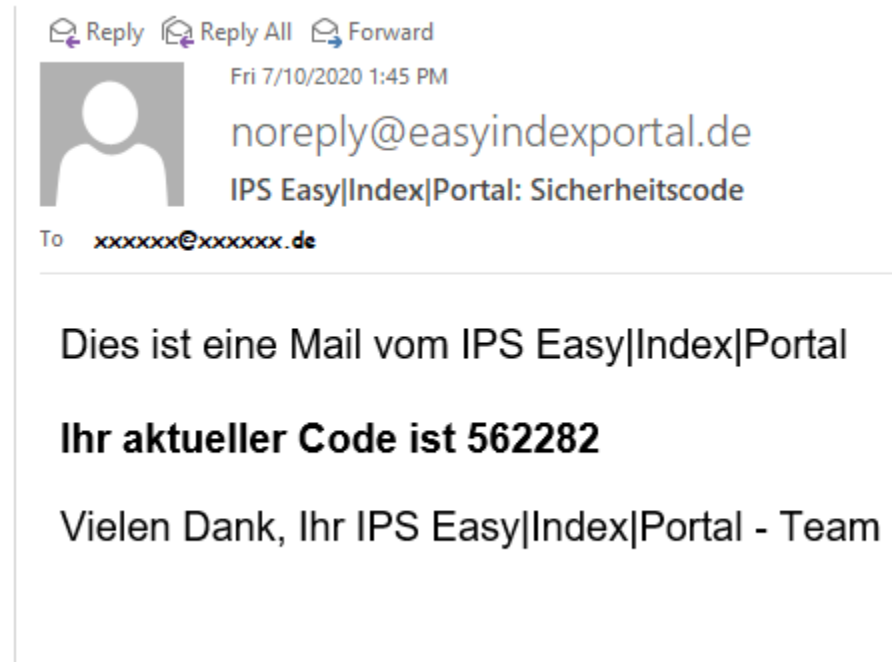 Reply Reply All Forward
Fri 7/10/2020 1:45 PM
noreply@easyindexportal.de
IPS Easy|Index|Portal: Sicherheitscode
To xxxxxx@xxxxxx.de
Dies ist eine Mail vom IPS Easy|Index|Portal
Ihr aktueller Code ist 562282
Vielen Dank, Ihr IPS Easy|Index|Portal - Team